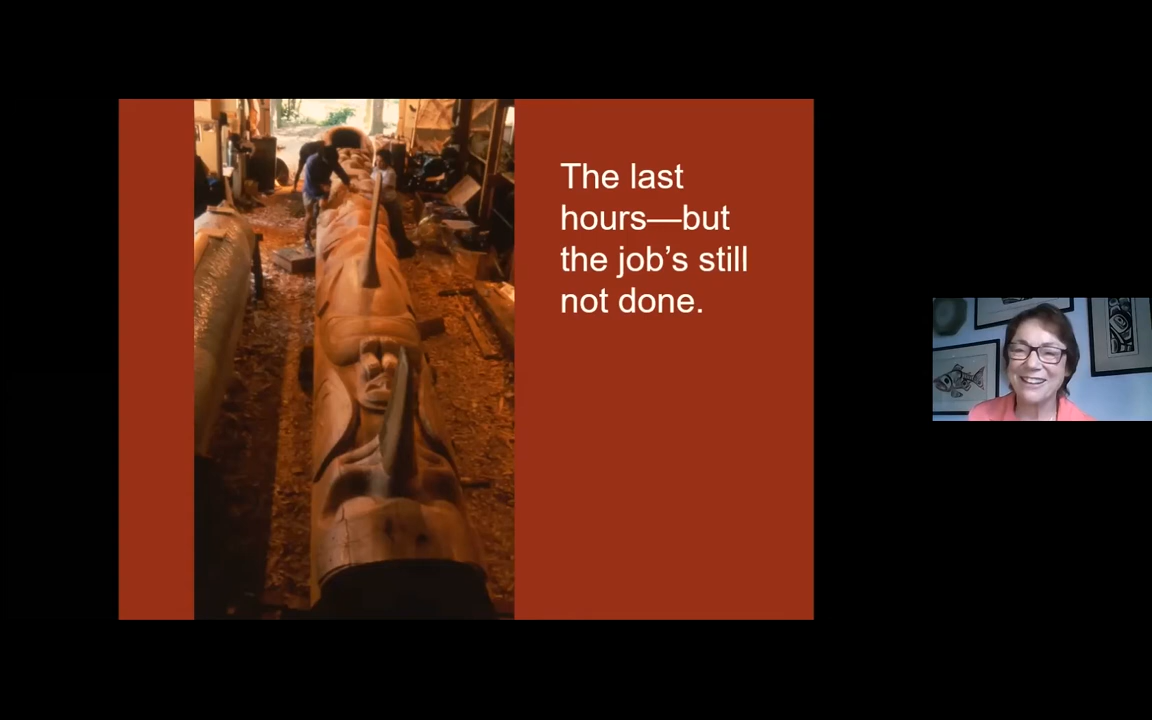 The last
hours—but
the job’s still
not done.